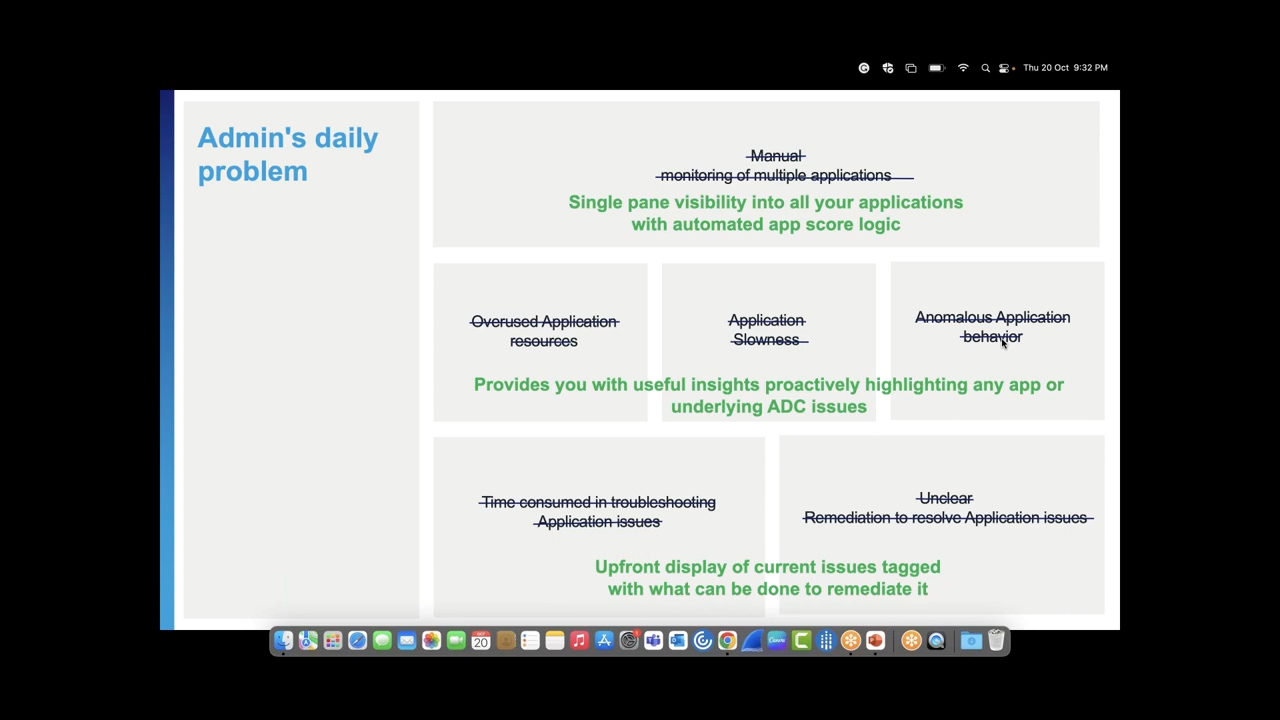 Thu 20 Oct 9:32 PM
Admin's daily
problem
Manual
monitoring of multiple applications
Single pane visibility into all your applications
with automated app score logic
Overused Application
resources
Application
Slowness
Anomalous Application
behavior
Provides you with useful insights proactively highlighting any app or
underlying ADC issues
Time consumed in troubleshooting
Application issues
Unclear
Remediation to resolve Application issues
Upfront display of current issues tagged
with what can be done to remediate it
20